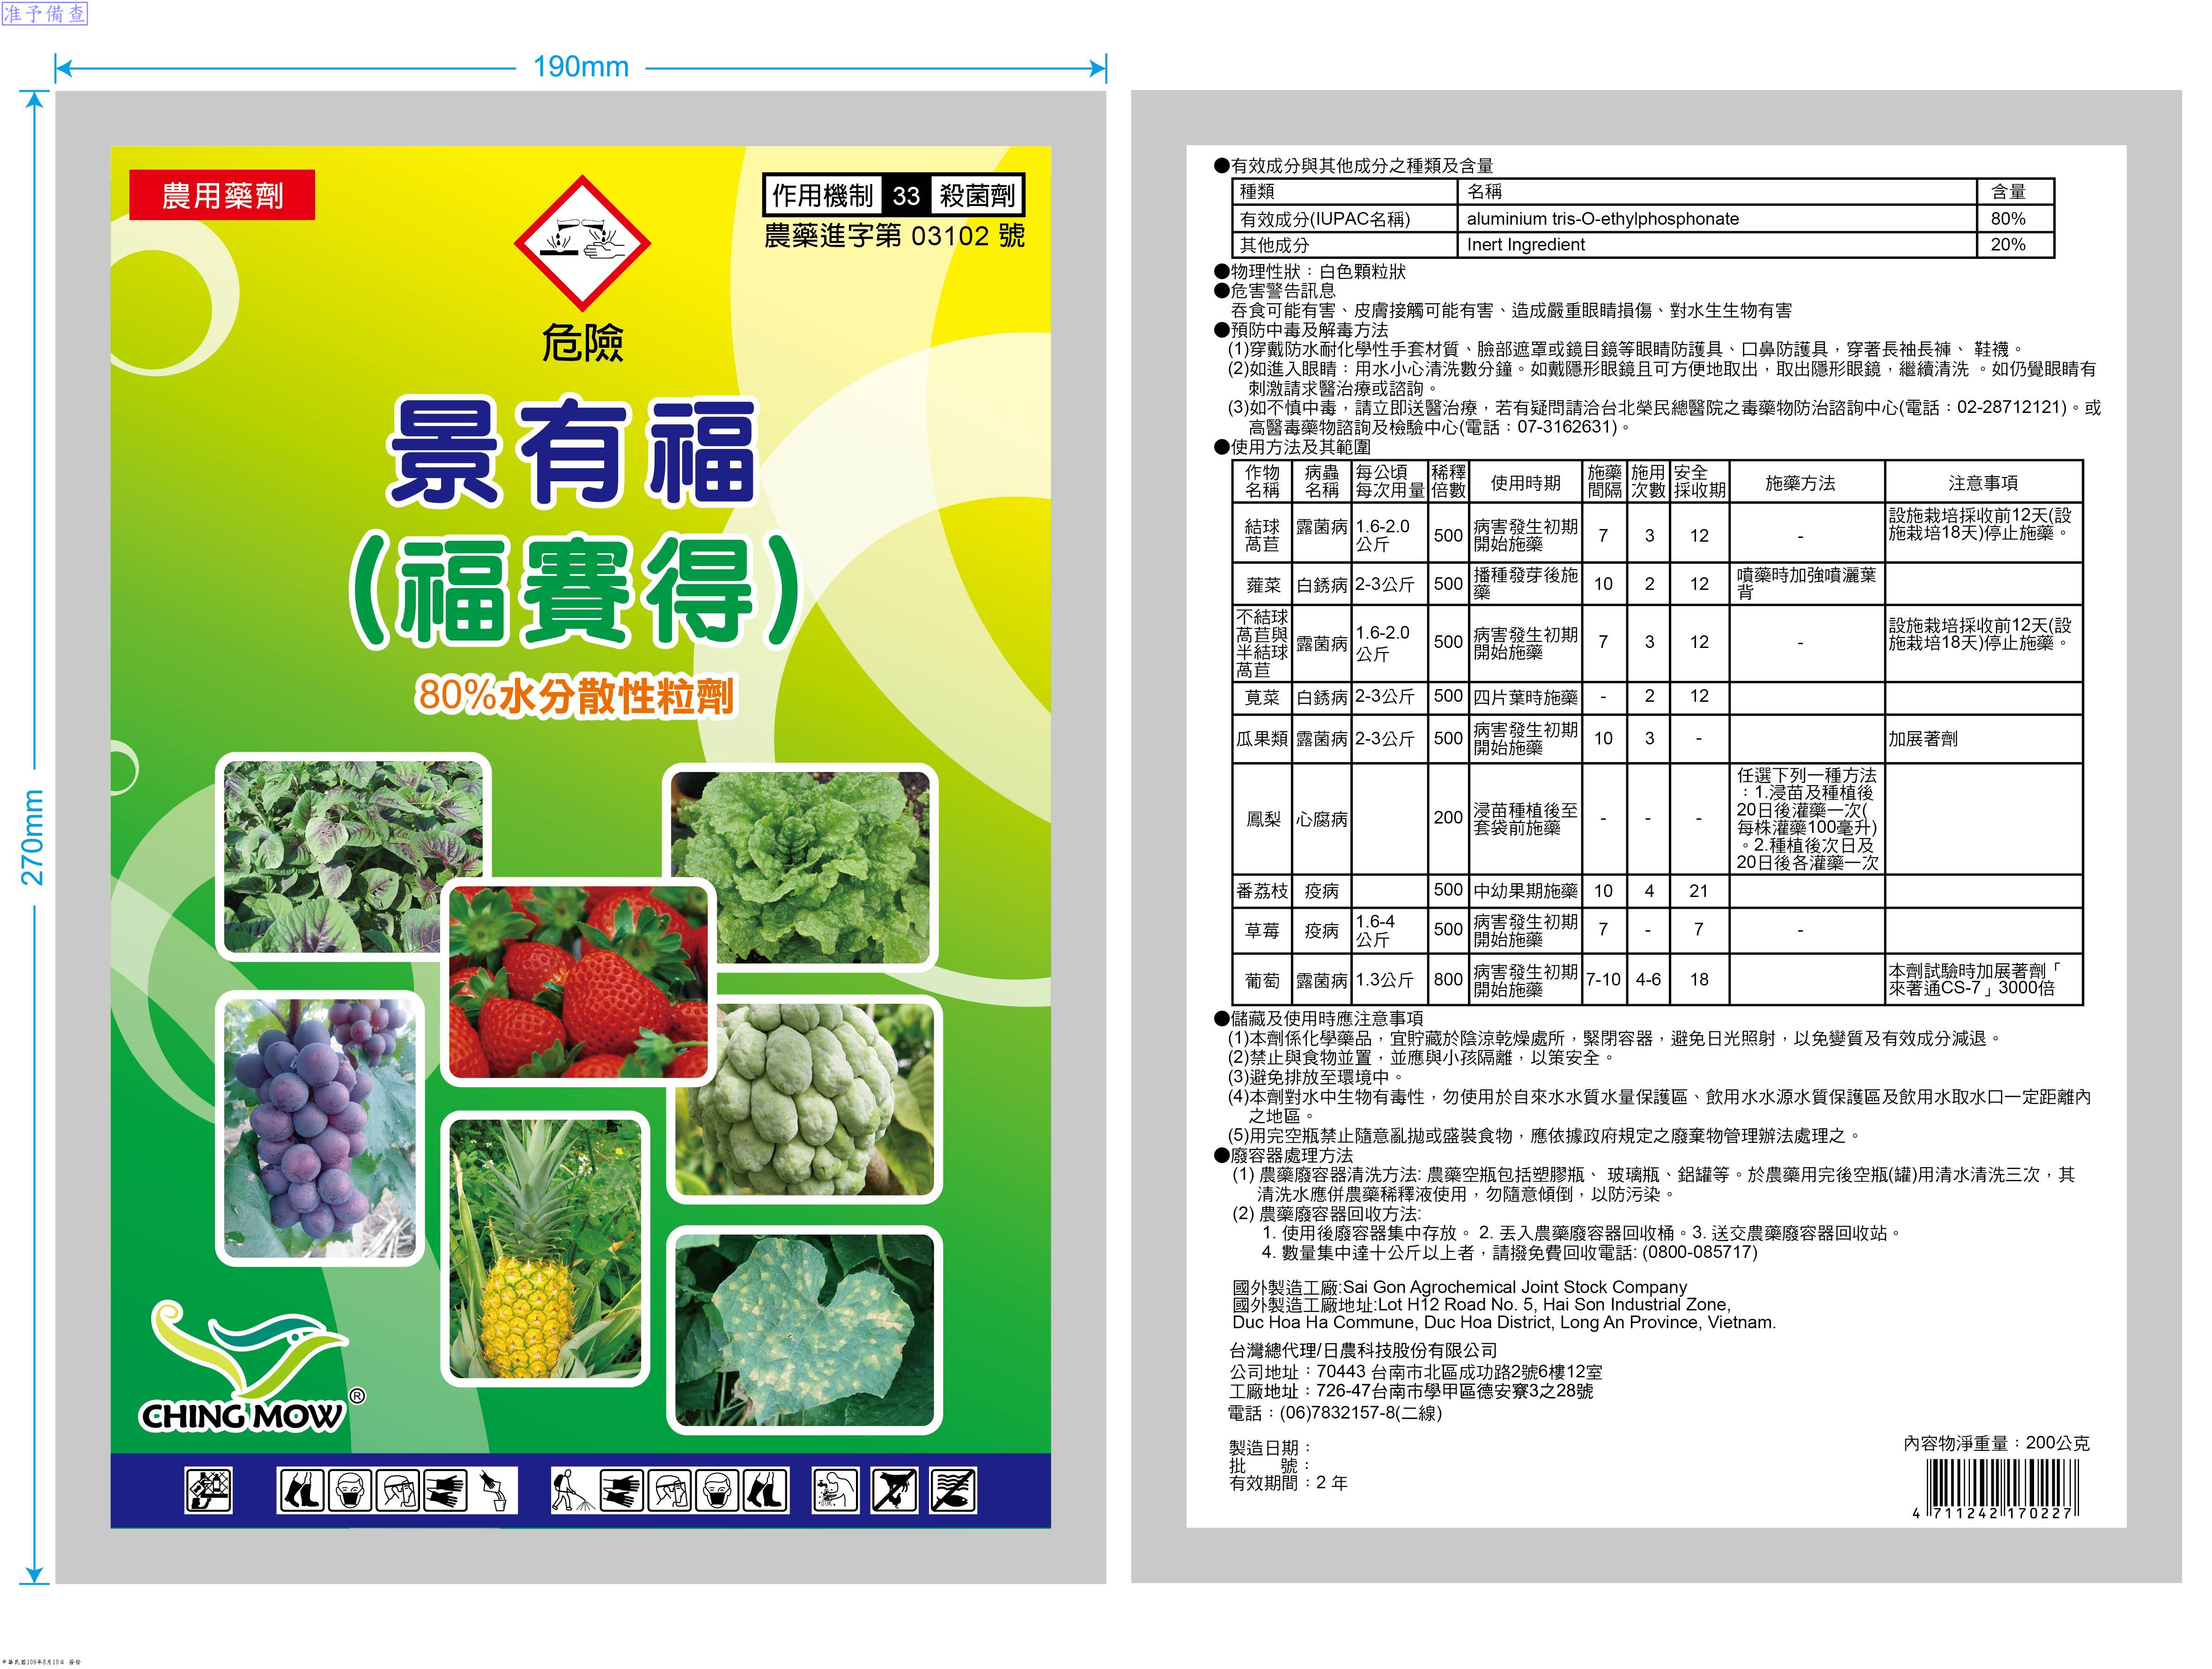 准予備查
190mm
270mm
農用藥劑
作用機制 33 殺菌劑
農藥進字第 03102 號
危險
景有福
(福賽得)
80%水分散性粒劑
CHING MOW®
●有效成分與其他成分之種類及含量
種類 名稱 含量
有效成分(IUPAC名稱) aluminium tris-O-ethylphosphonate 80%
其他成分 Inert Ingredient 20%
●物理性狀：白色顆粒狀
●危害警告訊息
吞食可能有害、皮膚接觸可能有害、造成嚴重眼睛損傷、對水生生物有害
●預防中毒及解毒方法
(1)穿戴防水耐化學性手套材質、臉部遮罩或鏡目鏡等眼睛防護具、口鼻防護具，穿著長袖長褲、 鞋襪。
(2)如進入眼睛：用水小心清洗數分鐘。如戴隱形眼鏡且可方便地取出，取出隱形眼鏡，繼續清洗 。如仍覺眼睛有
刺激請求醫治療或諮詢。
(3)如不慎中毒，請立即送醫治療，若有疑問請洽台北榮民總醫院之毒藥物防治諮詢中心(電話：02-28712121)。或
高醫毒藥物諮詢及檢驗中心(電話：07-3162631)。
●使用方法及其範圍
作物名稱 病蟲名稱 每公頃每次用量 稀釋倍數 使用時期 施藥間隔 施用次數 安全採收期 施藥方法 注意事項
結球萵苣 露菌病 1.6-2.0公斤 500 病害發生初期開始施藥 7 3 12 - 設施栽培採收前12天(設施栽培18天)停止施藥。
蕹菜 白銹病 2-3公斤 500 播種發芽後施藥 10 2 12 噴藥時加強噴灑葉背
不結球萵苣與半結球萵苣 露菌病 1.6-2.0公斤 500 病害發生初期開始施藥 7 3 12 - 設施栽培採收前12天(設施栽培18天)停止施藥。
莧菜 白銹病 2-3公斤 500 四片葉時施藥 - 2 12
瓜果類 露菌病 2-3公斤 500 病害發生初期開始施藥 10 3 - 加展著劑
鳳梨 心腐病 200 浸苗種植後至套袋前施藥 - - - 任選下列一種方法：1.浸苗及種植後20日後灌藥一次(每株灌藥100毫升)。2.種植後次日及20日後各灌藥一次
番荔枝 疫病 500 中幼果期施藥 10 4 21
草莓 疫病 1.6-4公斤 500 病害發生初期開始施藥 7 - 7 -
葡萄 露菌病 1.3公斤 800 病害發生初期開始施藥 7-10 4-6 18 本劑試驗時加展著劑「來著通CS-7」3000倍
●儲藏及使用時應注意事項
(1)本劑係化學藥品，宜貯藏於陰涼乾燥處所，緊閉容器，避免日光照射，以免變質及有效成分減退。
(2)禁止與食物並置，並應與小孩隔離，以策安全。
(3)避免排放至環境中。
(4)本劑對水中生物有毒性，勿使用於自來水水質水量保護區、飲用水水源水質保護區及飲用水取水口一定距離內
之地區。
(5)用完空瓶禁止隨意亂拋或盛裝食物，應依據政府規定之廢棄物管理辦法處理之。
●廢容器處理方法
(1) 農藥廢容器清洗方法: 農藥空瓶包括塑膠瓶、 玻璃瓶、鋁罐等。於農藥用完後空瓶(罐)用清水清洗三次，其
清洗水應併農藥稀釋液使用，勿隨意傾倒，以防污染。
(2) 農藥廢容器回收方法:
1. 使用後廢容器集中存放。 2. 丟入農藥廢容器回收桶。3. 送交農藥廢容器回收站。
4. 數量集中達十公斤以上者，請撥免費回收電話: (0800-085717)
國外製造工廠:Sai Gon Agrochemical Joint Stock Company
國外製造工廠地址:Lot H12 Road No. 5, Hai Son Industrial Zone,
Duc Hoa Ha Commune, Duc Hoa District, Long An Province, Vietnam.
台灣總代理/日農科技股份有限公司
公司地址：70443 台南市北區成功路2號6樓12室
工廠地址：726-47台南市學甲區德安寮3之28號
電話：(06)7832157-8(二線)
製造日期：
批 號：
有效期間：2 年
內容物淨重量：200公克
4 711242 170227
中華民國109年8月10日 簽發